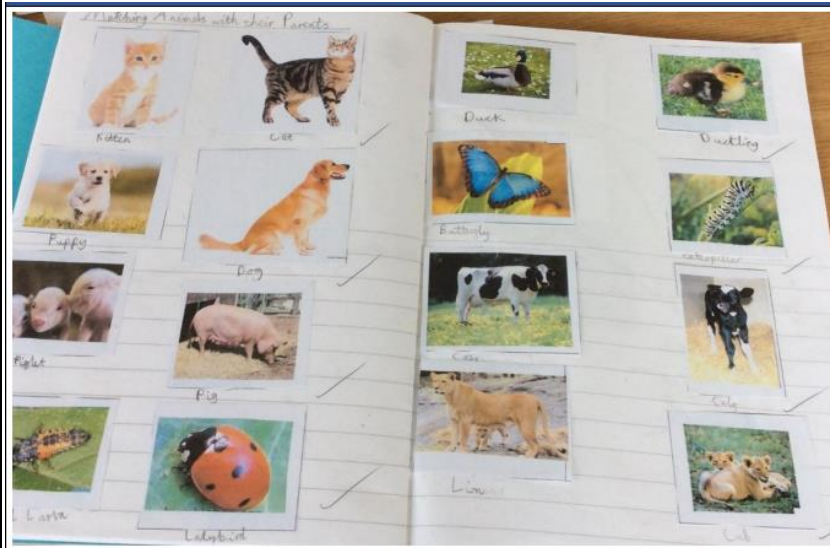 Matching Animals with their Parents
Kitten
Cat
Puppy
Dog
Piglet
Pig
Larva
Ladybird
Duck
Duckling
Butterfly
caterpillar
Cow
Lion
Cub